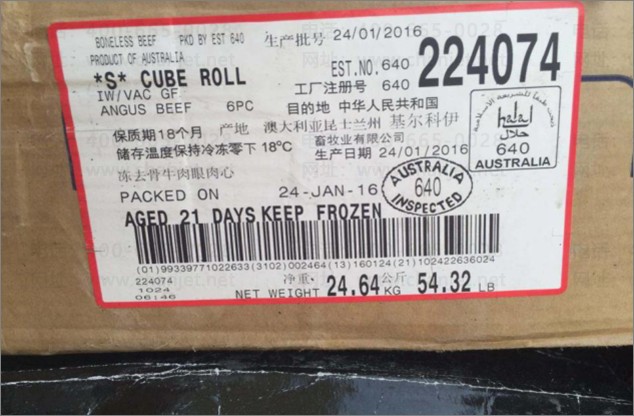 BONELESS BEEF PKD BY EST 640 生产批号 24/01/2016
PRODUCT OF AUSTRALIA
*S* CUBE ROLL EST.NO. 640 224074
IW/VAC GF 工厂注册号 640
ANGUS BEEF 6PC 目的地 中华人民共和国
保质期18个月 产地 澳大利亚昆士兰州 基尔科伊
畜牧业有限公司
储存温度保持冷冻零下18°C 生产日期 24/01/2016
halal
حلال
640
AUSTRALIA
冻去骨牛肉眼肉心
PACKED ON 24-JAN-16
AUSTRALIA
640
INSPECTED
AGED 21 DAYS KEEP FROZEN
(01)99339771022633(3102)002464(13)160124(21)102422636024
224074
1024
06:46
净重: 公斤
NET WEIGHT 24.64 KG 54.32 LB